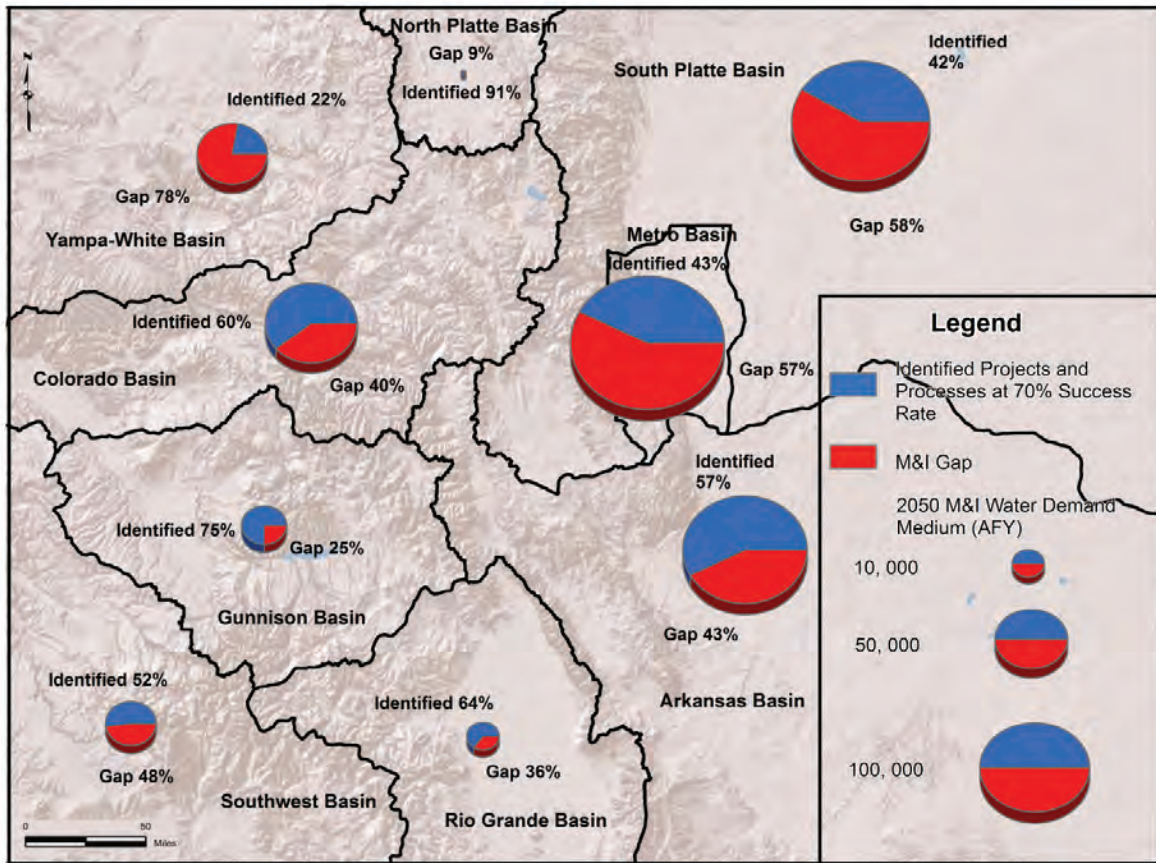 North Platte Basin
Gap 9%
Identified 91%
South Platte Basin
Identified
42%
Gap 58%
N
Identified 22%
Gap 78%
Yampa-White Basin
Metro Basin
Identified 43%
Gap 57%
Identified 60%
Gap 40%
Colorado Basin
Identified
57%
Gap 43%
Arkansas Basin
Identified 75%
Gap 25%
Gunnison Basin
Identified 52%
Gap 48%
Southwest Basin
Identified 64%
Gap 36%
Rio Grande Basin
0 50
Miles
Legend
Identified Projects and
Processes at 70% Success
Rate
M&I Gap
2050 M&I Water Demand
Medium (AFY)
10, 000
50, 000
100, 000